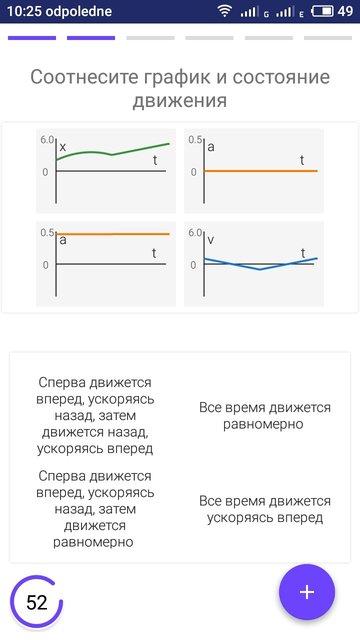 10:25 odpoledne G E 49
Соотнесите график и состояние
движения
6.0 x t 0
0.5 a t 0
0.5 a t 0
6.0 v t 0
Сперва движется
вперед, ускоряясь
назад, затем
движется назад,
ускоряясь вперед
Все время движется
равномерно
Сперва движется
вперед, ускоряясь
назад, затем
движется
равномерно
Все время движется
ускоряясь вперед
52
+